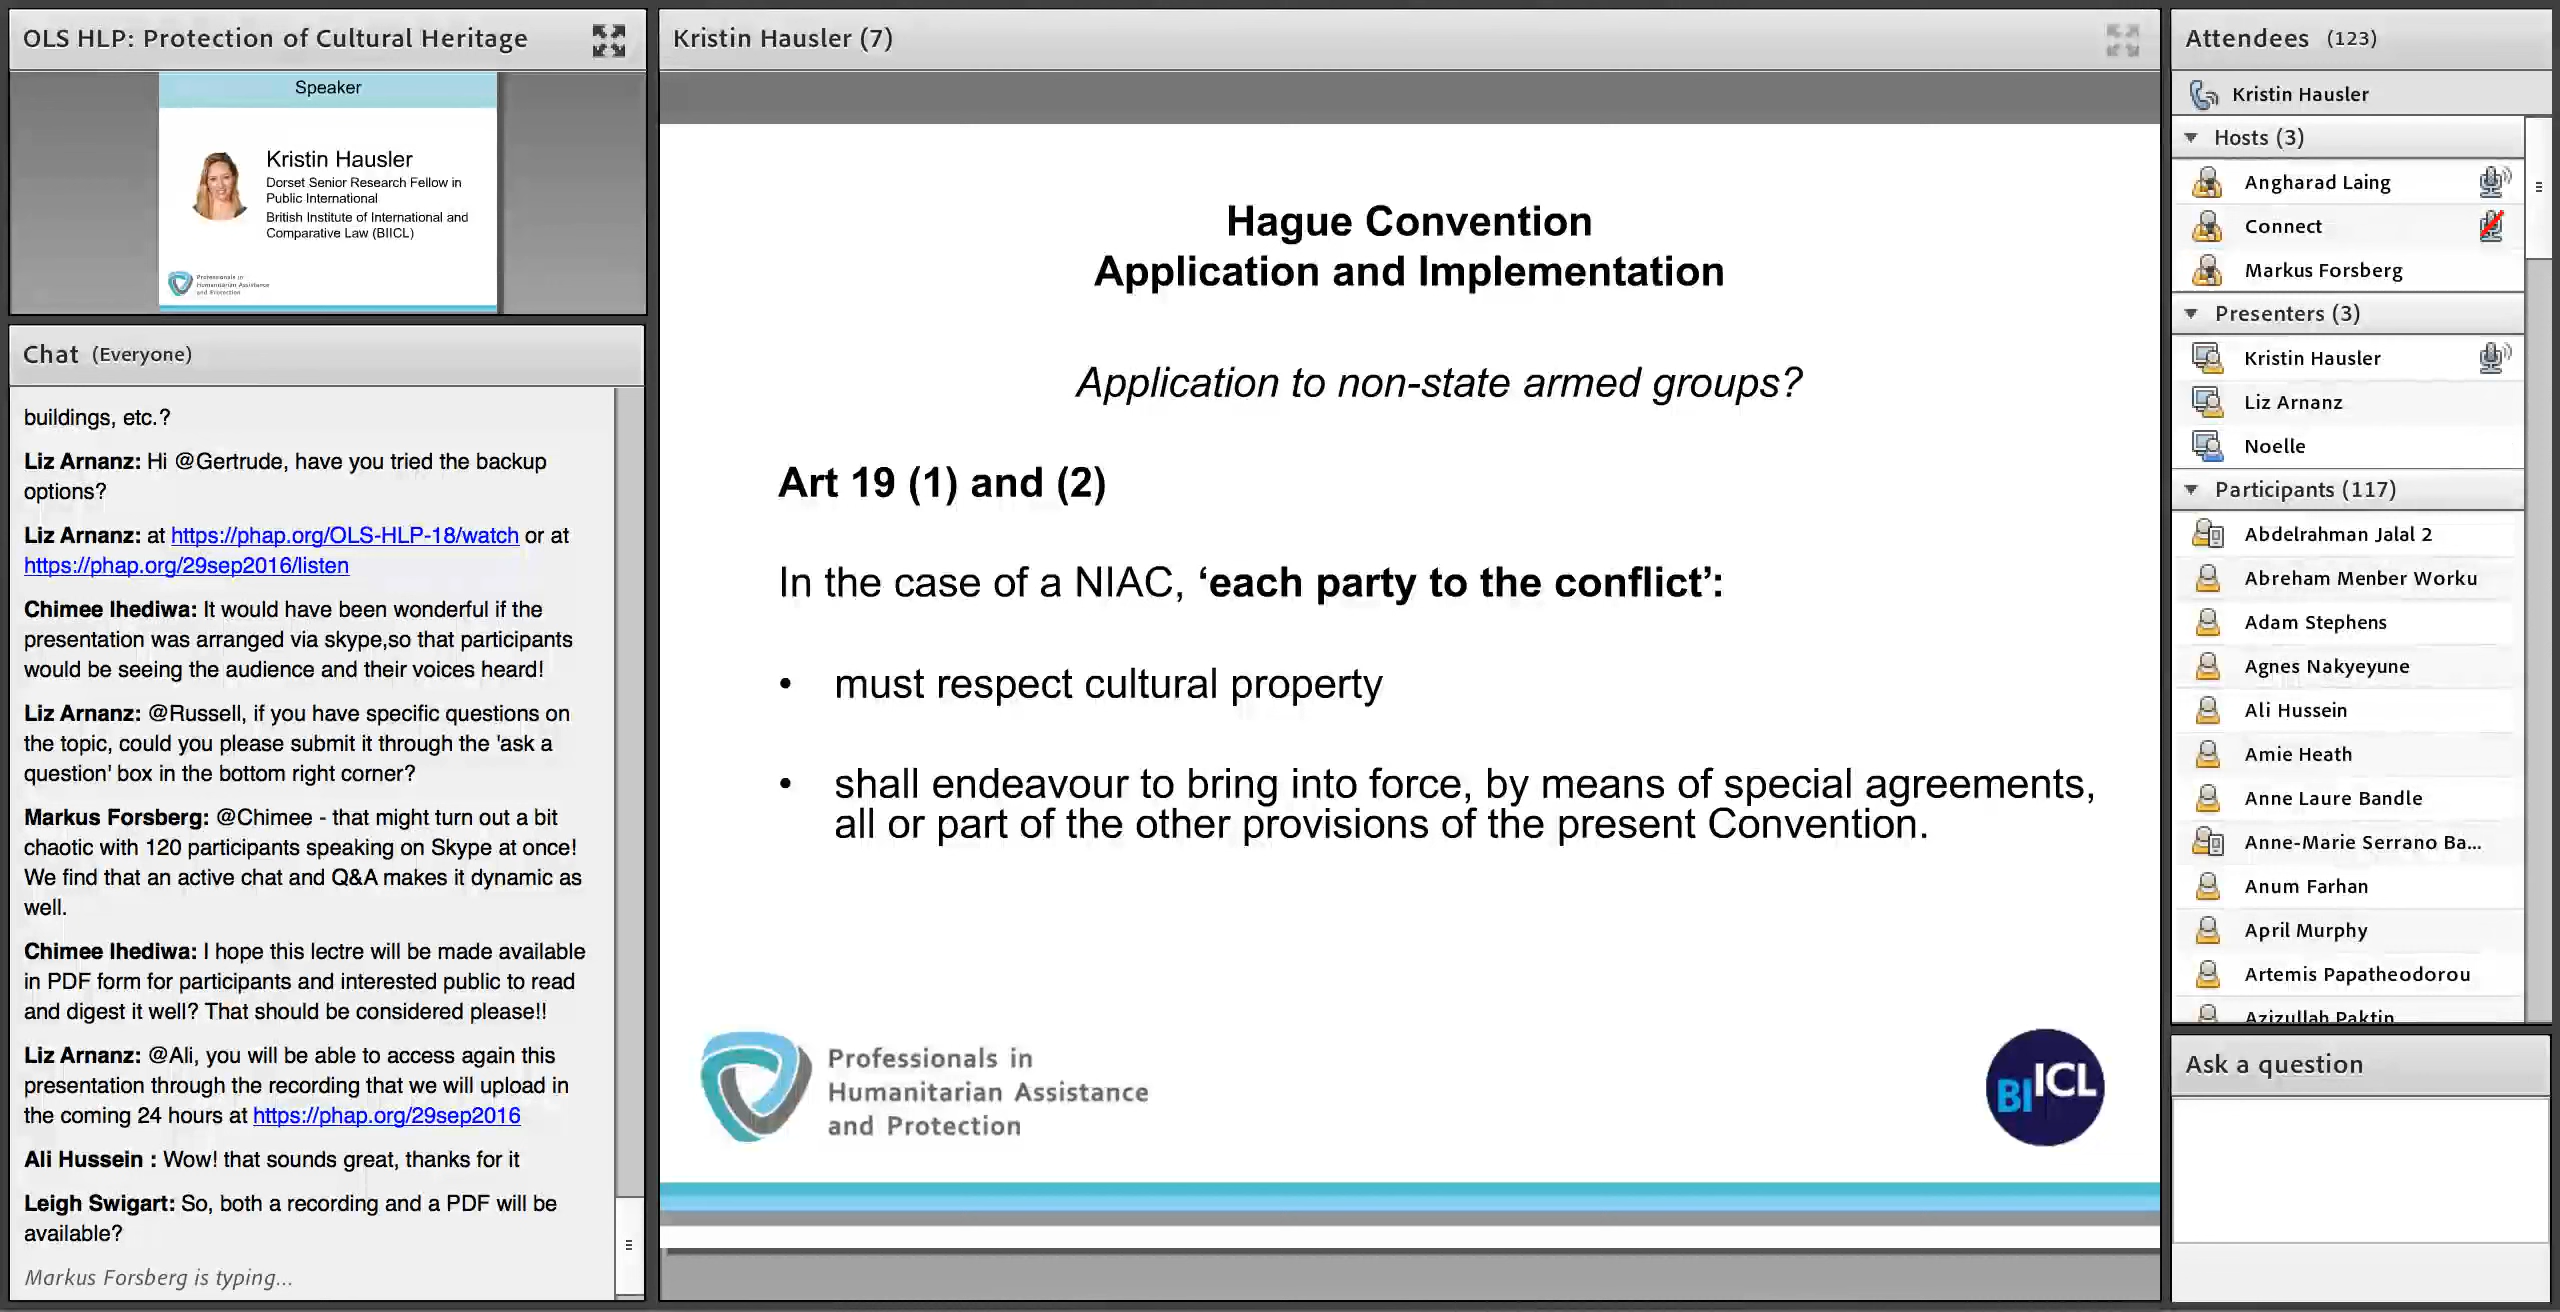 OLS HLP: Protection of Cultural Heritage
Speaker
Kristin Hausler
Dorset Senior Research Fellow in
Public International
British Institute of International and
Comparative Law (BIICL)
Professionals in
Humanitarian Assistance
and Protection
Chat (Everyone)
buildings, etc.?
Liz Arnanz: Hi @Gertrude, have you tried the backup
options?
Liz Arnanz: at https://phap.org/OLS-HLP-18/watch or at
https://phap.org/29sep2016/listen
Chimee Ihediwa: It would have been wonderful if the
presentation was arranged via skype,so that participants
would be seeing the audience and their voices heard!
Liz Arnanz: @Russell, if you have specific questions on
the topic, could you please submit it through the 'ask a
question' box in the bottom right corner?
Markus Forsberg: @Chimee - that might turn out a bit
chaotic with 120 participants speaking on Skype at once!
We find that an active chat and Q&A makes it dynamic as
well.
Chimee Ihediwa: I hope this lectre will be made available
in PDF form for participants and interested public to read
and digest it well? That should be considered please!!
Liz Arnanz: @Ali, you will be able to access again this
presentation through the recording that we will upload in
the coming 24 hours at https://phap.org/29sep2016
Ali Hussein : Wow! that sounds great, thanks for it
Leigh Swigart: So, both a recording and a PDF will be
available?
Markus Forsberg is typing...
Kristin Hausler (7)
Hague Convention
Application and Implementation
Application to non-state armed groups?
Art 19 (1) and (2)
In the case of a NIAC, ‘each party to the conflict’:
• must respect cultural property
• shall endeavour to bring into force, by means of special agreements,
all or part of the other provisions of the present Convention.
Professionals in
Humanitarian Assistance
and Protection
BIICL
Attendees (123)
Kristin Hausler
Hosts (3)
Angharad Laing
Connect
Markus Forsberg
Presenters (3)
Kristin Hausler
Liz Arnanz
Noelle
Participants (117)
Abdelrahman Jalal 2
Abreham Menber Worku
Adam Stephens
Agnes Nakyeyune
Ali Hussein
Amie Heath
Anne Laure Bandle
Anne-Marie Serrano Ba...
Anum Farhan
April Murphy
Artemis Papatheodorou
Azizullah Paktin
Ask a question